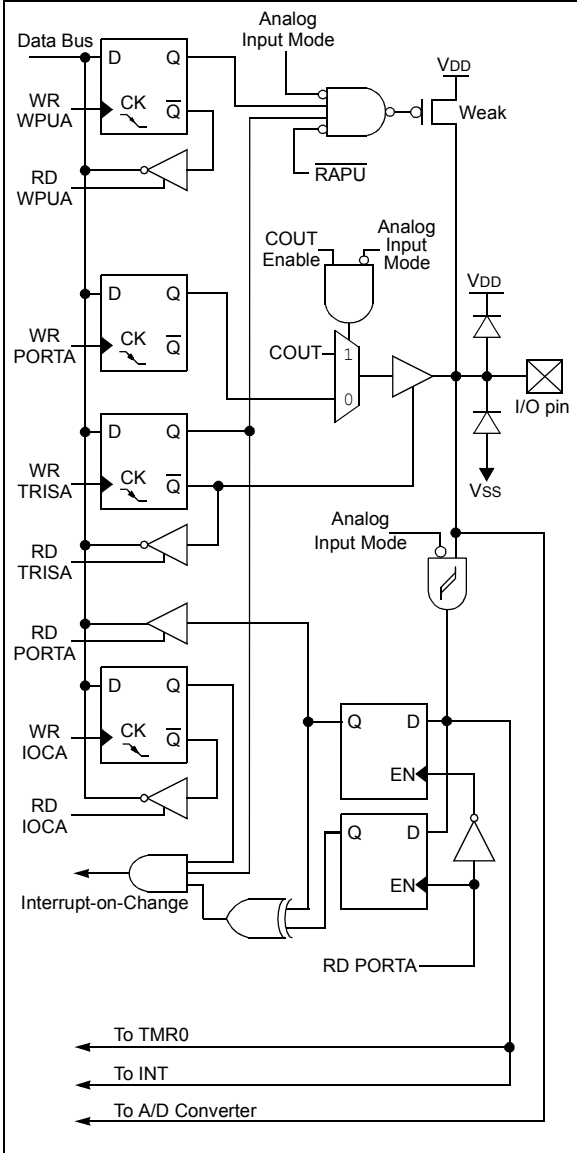 Data Bus
D Q
WR
WPUA
CK Q
RD
WPUA
Analog
Input Mode
RAPU
VDD
Weak
COUT
Enable
Analog
Input
Mode
D Q
WR
PORTA
CK Q
COUT
1
0
VDD
I/O pin
VSS
D Q
WR
TRISA
CK Q
RD
TRISA
Analog
Input Mode
RD
PORTA
D Q
WR
IOCA
CK Q
RD
IOCA
Q D
EN
Q D
EN
Interrupt-on-Change
RD PORTA
To TMR0
To INT
To A/D Converter